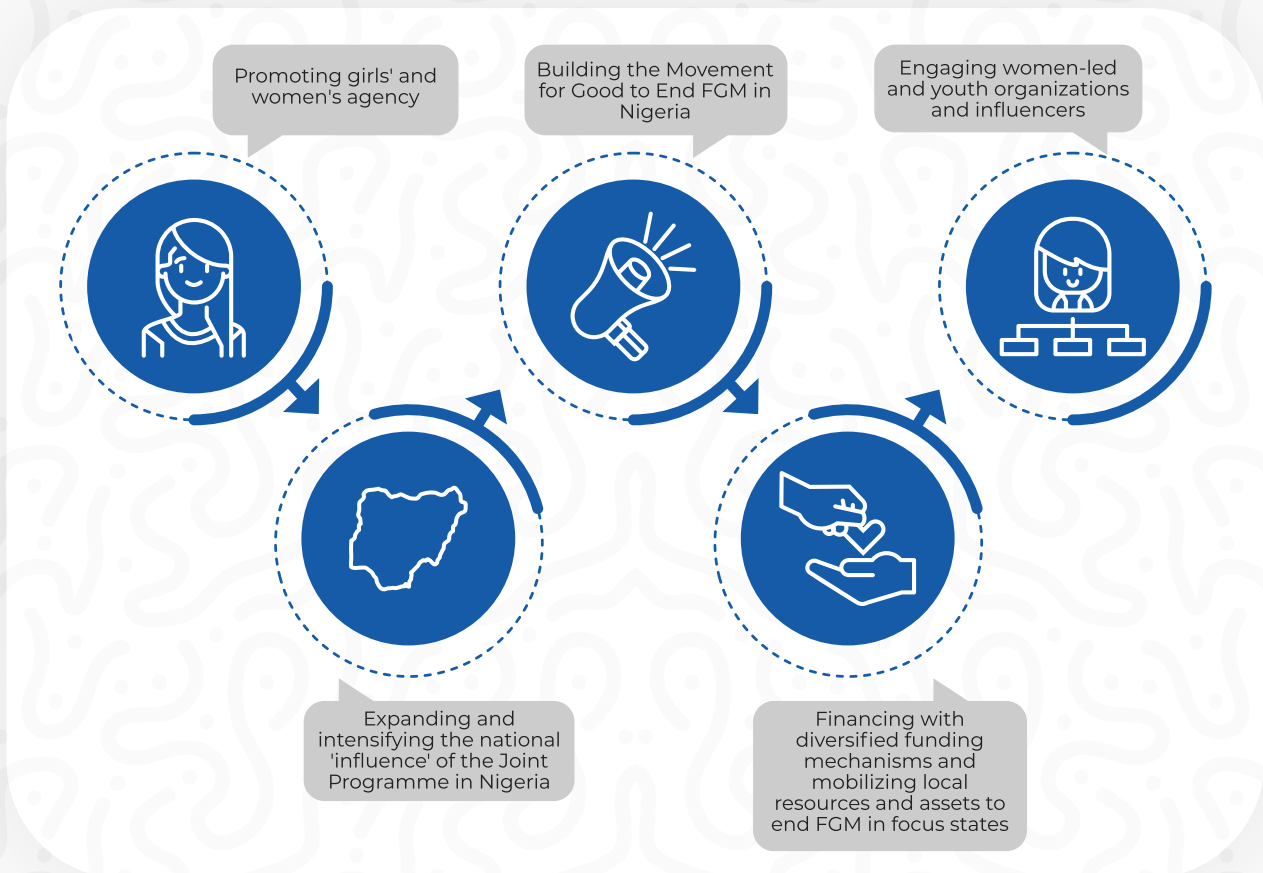 Promoting girls' and
women's agency
Building the Movement
for Good to End FGM in
Nigeria
Engaging women-led
and youth organizations
and influencers
Expanding and
intensifying the national
'influence' of the Joint
Programme in Nigeria
Financing with
diversified funding
mechanisms and
mobilizing local
resources and assets to
end FGM in focus states